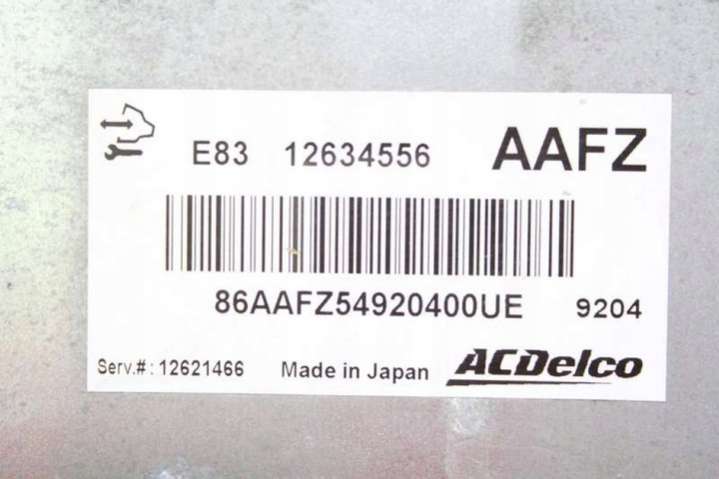 E83 12634556 AAFZ
86AAFZ54920400UE 9204
Serv.#: 12621466 Made in Japan ACDelco